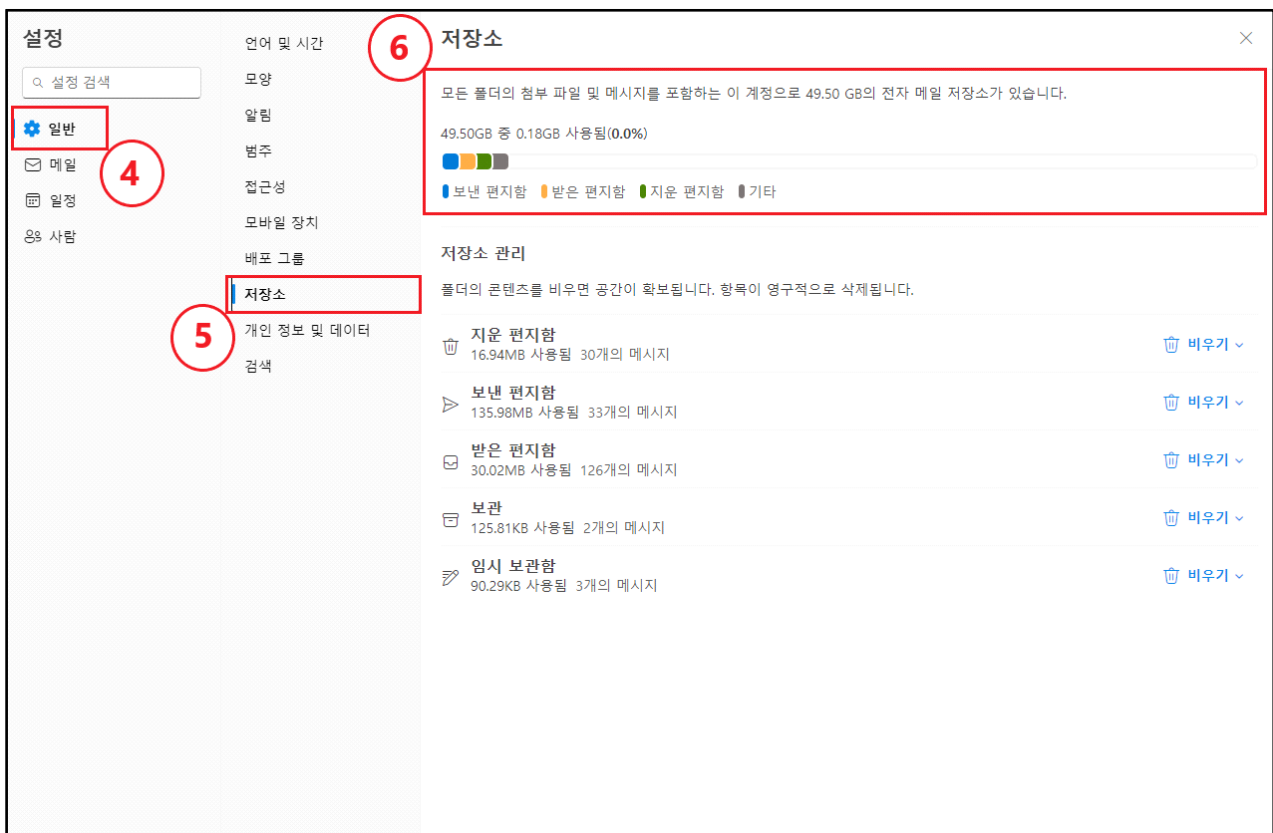 설정
설정 검색
일반
4
메일
일정
사람
언어 및 시간
모양
알림
범주
접근성
모바일 장치
배포 그룹
저장소
5
개인 정보 및 데이터
검색
6
저장소
모든 폴더의 첨부 파일 및 메시지를 포함하는 이 계정으로 49.50 GB의 전자 메일 저장소가 있습니다.
49.50GB 중 0.18GB 사용됨(0.0%)
보낸 편지함 받은 편지함 지운 편지함 기타
저장소 관리
폴더의 콘텐츠를 비우면 공간이 확보됩니다. 항목이 영구적으로 삭제됩니다.
지운 편지함
16.94MB 사용됨 30개의 메시지
비우기
보낸 편지함
135.98MB 사용됨 33개의 메시지
비우기
받은 편지함
30.02MB 사용됨 126개의 메시지
비우기
보관
125.81KB 사용됨 2개의 메시지
비우기
임시 보관함
90.29KB 사용됨 3개의 메시지
비우기